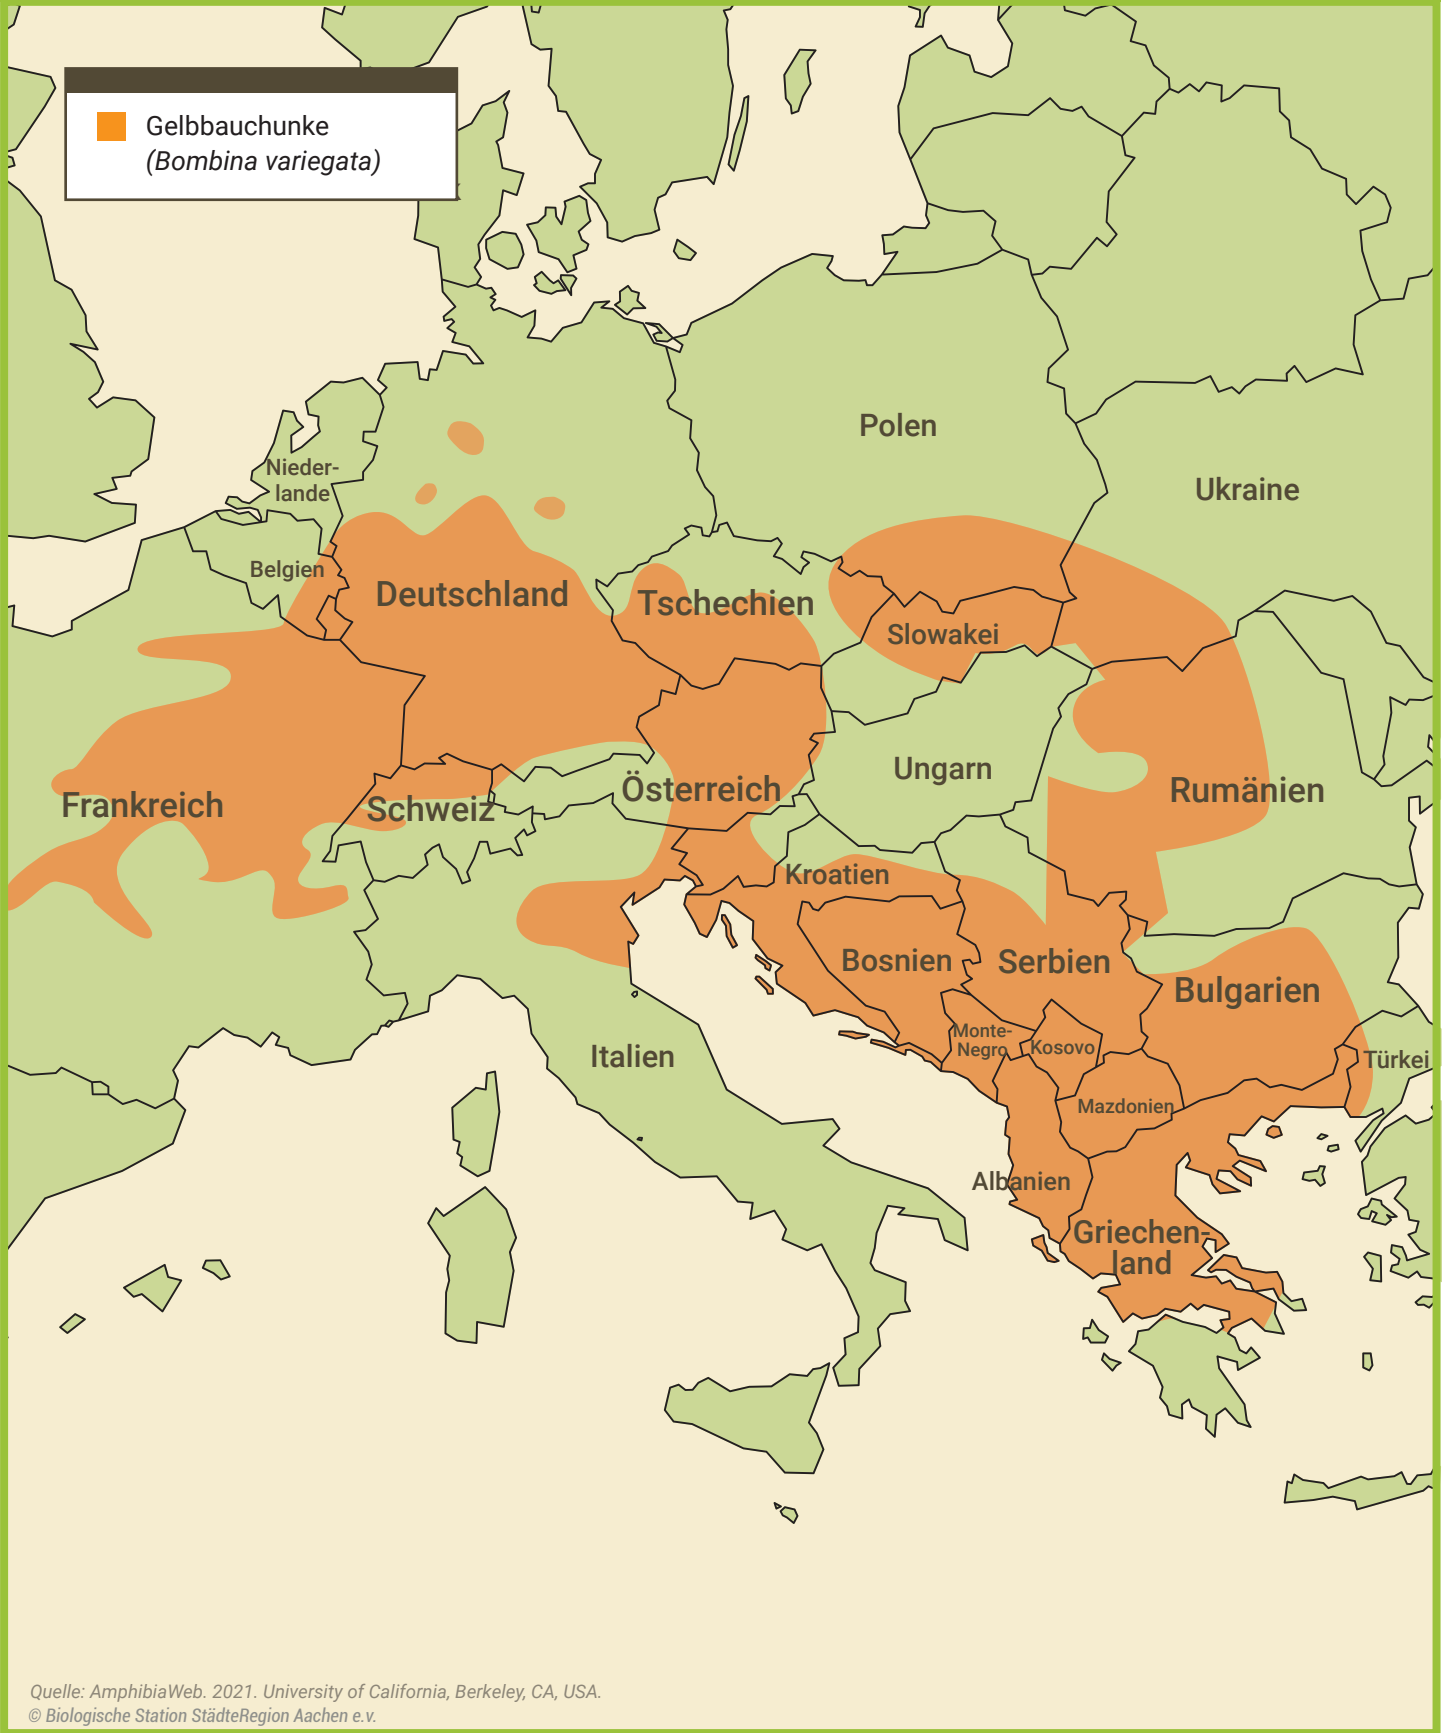 Gelbbauchunke
(Bombina variegata)
Polen
Nieder-
lande
Ukraine
Belgien
Deutschland
Tschechien
Slowakei
Ungarn
Österreich
Rumänien
Frankreich
Schweiz
Kroatien
Bosnien
Serbien
Bulgarien
Monte-
Negro
Kosovo
Italien
Türkei
Mazdonien
Albanien
Griechen-
land
Quelle: AmphibiaWeb. 2021. University of California, Berkeley, CA, USA.
© Biologische Station StädteRegion Aachen e.v.